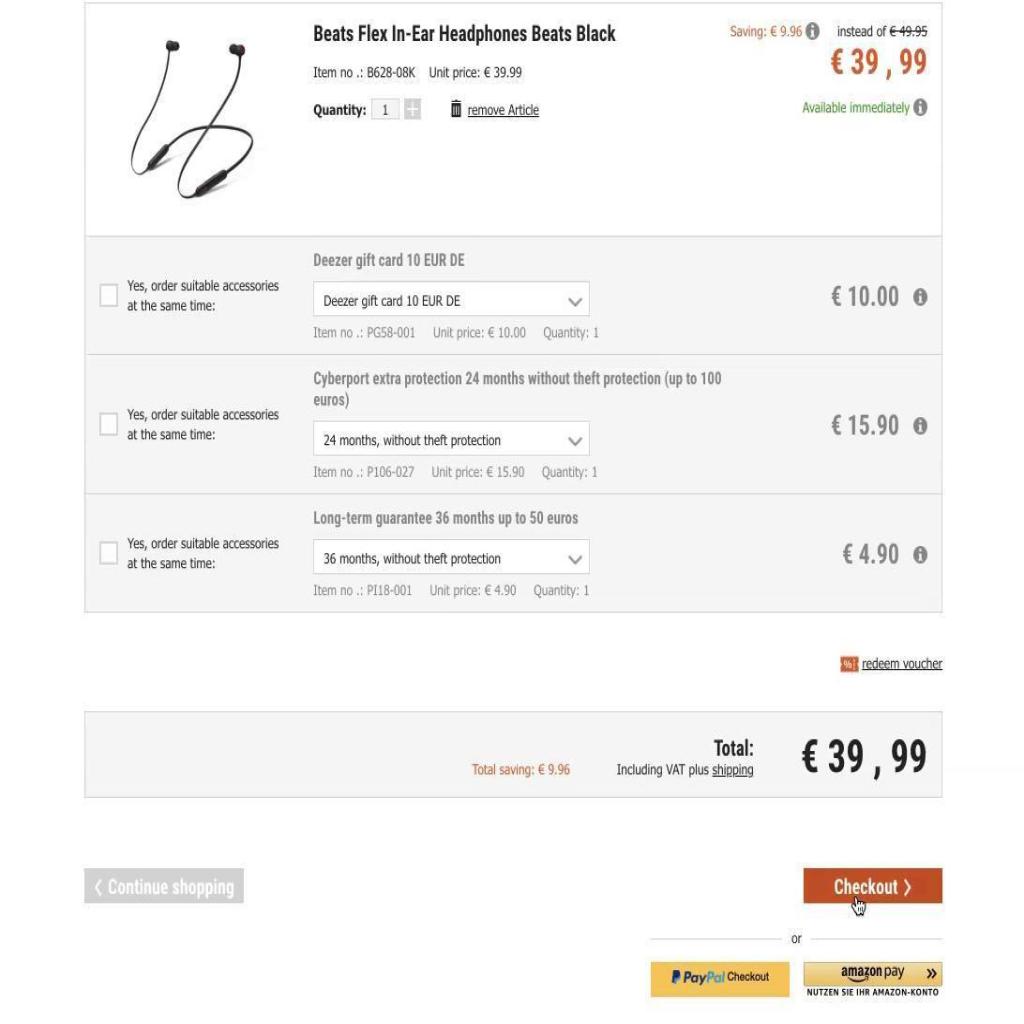 Beats Flex In-Ear Headphones Beats Black
Saving: € 9.96 instead of € 49.95
€ 39 , 99
Item no .: B628-08K Unit price: € 39.99
Quantity: 1 + remove Article
Available immediately
Deezer gift card 10 EUR DE
Yes, order suitable accessories
at the same time:
Deezer gift card 10 EUR DE
€ 10.00
Item no .: PG58-001 Unit price: € 10.00 Quantity: 1
Cyberport extra protection 24 months without theft protection (up to 100
euros)
Yes, order suitable accessories
at the same time:
24 months, without theft protection
€ 15.90
Item no .: P106-027 Unit price: € 15.90 Quantity: 1
Long-term guarantee 36 months up to 50 euros
Yes, order suitable accessories
at the same time:
36 months, without theft protection
€ 4.90
Item no .: PI18-001 Unit price: € 4.90 Quantity: 1
% redeem voucher
Total:
€ 39 , 99
Total saving: € 9.96
Including VAT plus shipping
Continue shopping
Checkout
or
PayPal Checkout
amazon pay
NUTZEN SIE IHR AMAZON-KONTO